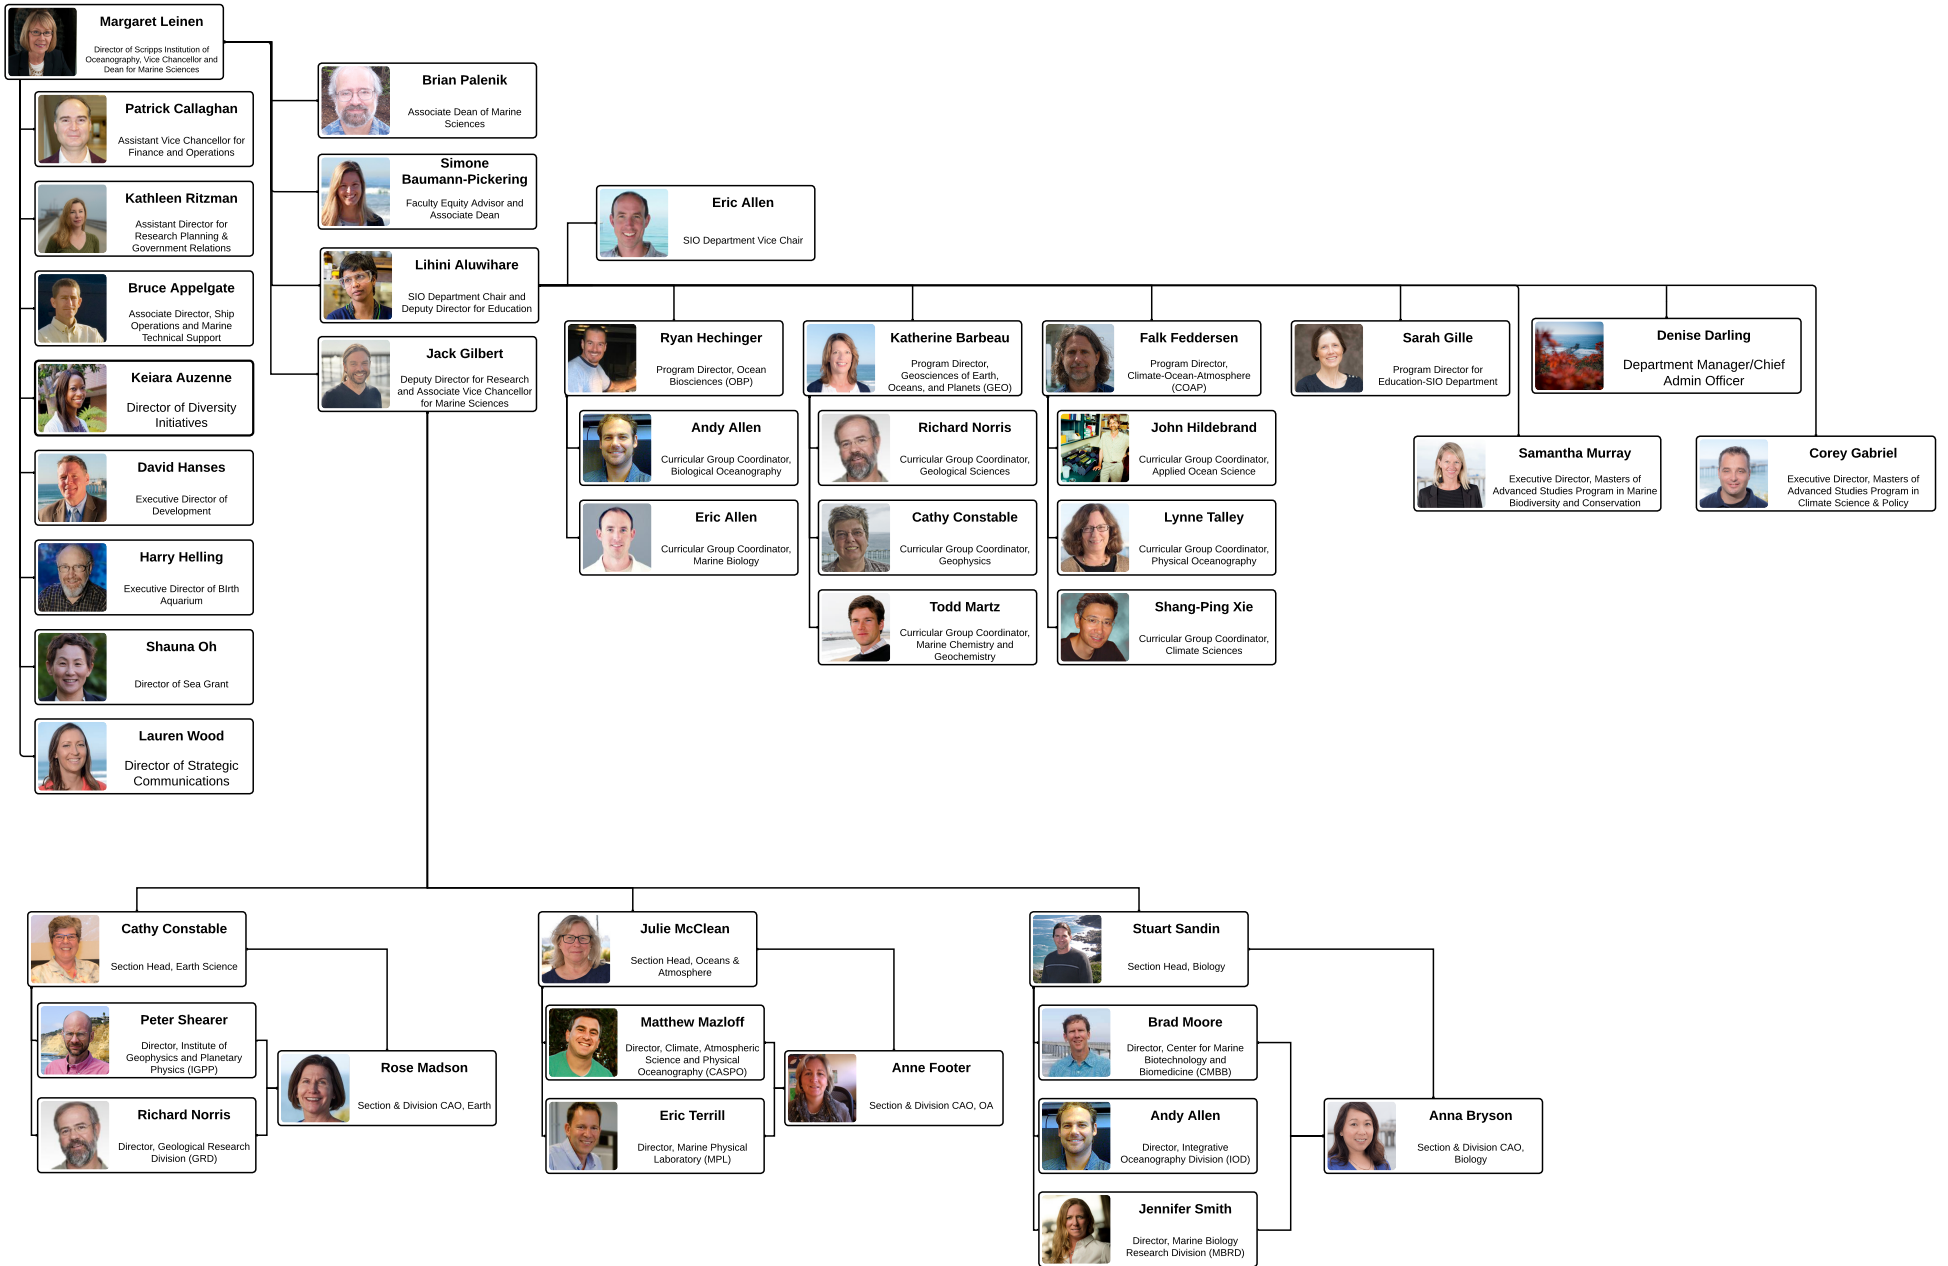 Margaret Leinen
Director of Scripps Institution of
Oceanography, Vice Chancellor and
Dean for Marine Sciences
Patrick Callaghan
Assistant Vice Chancellor for
Finance and Operations
Kathleen Ritzman
Assistant Director for
Research Planning &
Government Relations
Bruce Appelgate
Associate Director, Ship
Operations and Marine
Technical Support
Keiara Auzenne
Director of Diversity
Initiatives
David Hanses
Executive Director of
Development
Harry Helling
Executive Director of BIrth
Aquarium
Shauna Oh
Director of Sea Grant
Lauren Wood
Director of Strategic
Communications
Brian Palenik
Associate Dean of Marine
Sciences
Simone
Baumann-Pickering
Faculty Equity Advisor and
Associate Dean
Lihini Aluwihare
SIO Department Chair and
Deputy Director for Education
Jack Gilbert
Deputy Director for Research
and Associate Vice Chancellor
for Marine Sciences
Eric Allen
SIO Department Vice Chair
Ryan Hechinger
Program Director, Ocean
Biosciences (OBP)
Andy Allen
Curricular Group Coordinator,
Biological Oceanography
Eric Allen
Curricular Group Coordinator,
Marine Biology
Katherine Barbeau
Program Director,
Geosciences of Earth,
Oceans, and Planets (GEO)
Richard Norris
Curricular Group Coordinator,
Geological Sciences
Cathy Constable
Curricular Group Coordinator,
Geophysics
Todd Martz
Curricular Group Coordinator,
Marine Chemistry and
Geochemistry
Falk Feddersen
Program Director,
Climate-Ocean-Atmosphere
(COAP)
John Hildebrand
Curricular Group Coordinator,
Applied Ocean Science
Lynne Talley
Curricular Group Coordinator,
Physical Oceanography
Shang-Ping Xie
Curricular Group Coordinator,
Climate Sciences
Sarah Gille
Program Director for
Education-SIO Department
Denise Darling
Department Manager/Chief
Admin Officer
Samantha Murray
Executive Director, Masters of
Advanced Studies Program in Marine
Biodiversity and Conservation
Corey Gabriel
Executive Director, Masters of
Advanced Studies Program in
Climate Science & Policy
Cathy Constable
Section Head, Earth Science
Peter Shearer
Director, Institute of
Geophysics and Planetary
Physics (IGPP)
Richard Norris
Director, Geological Research
Division (GRD)
Rose Madson
Section & Division CAO, Earth
Julie McClean
Section Head, Oceans &
Atmosphere
Matthew Mazloff
Director, Climate, Atmospheric
Science and Physical
Oceanography (CASPO)
Eric Terrill
Director, Marine Physical
Laboratory (MPL)
Anne Footer
Section & Division CAO, OA
Stuart Sandin
Section Head, Biology
Brad Moore
Director, Center for Marine
Biotechnology and
Biomedicine (CMBB)
Andy Allen
Director, Integrative
Oceanography Division (IOD)
Jennifer Smith
Director, Marine Biology
Research Division (MBRD)
Anna Bryson
Section & Division CAO,
Biology